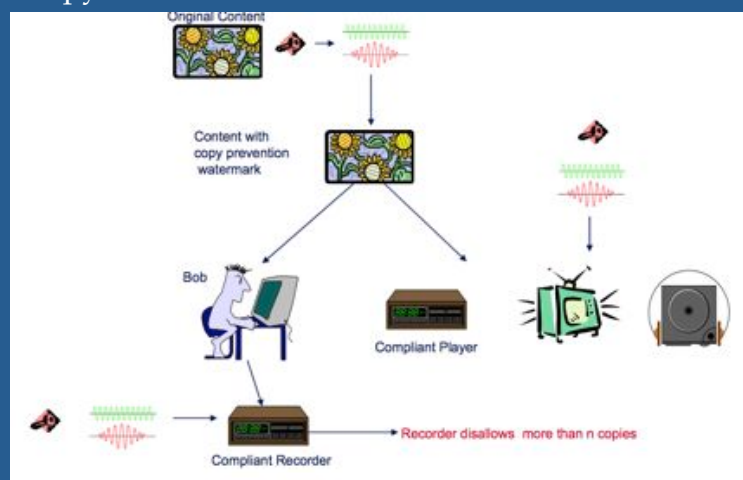 Original Content
Content with
copy prevention
watermark
Bob
Compliant Player
Recorder disallows more than n copies
Compliant Recorder